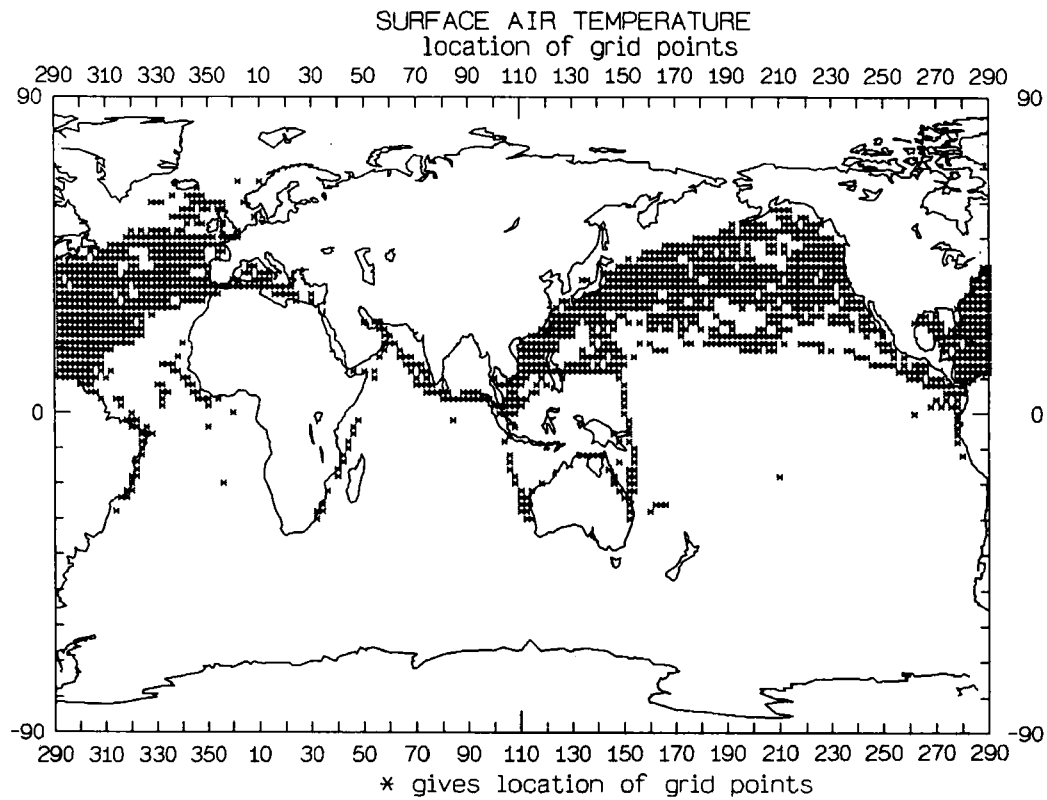 SURFACE AIR TEMPERATURE
location of grid points
290 310 330 350 10 30 50 70 90 110 130 150 170 190 210 230 250 270 290
90 90
0 0
-90 -90
290 310 330 350 10 30 50 70 90 110 130 150 170 190 210 230 250 270 290
* gives location of grid points